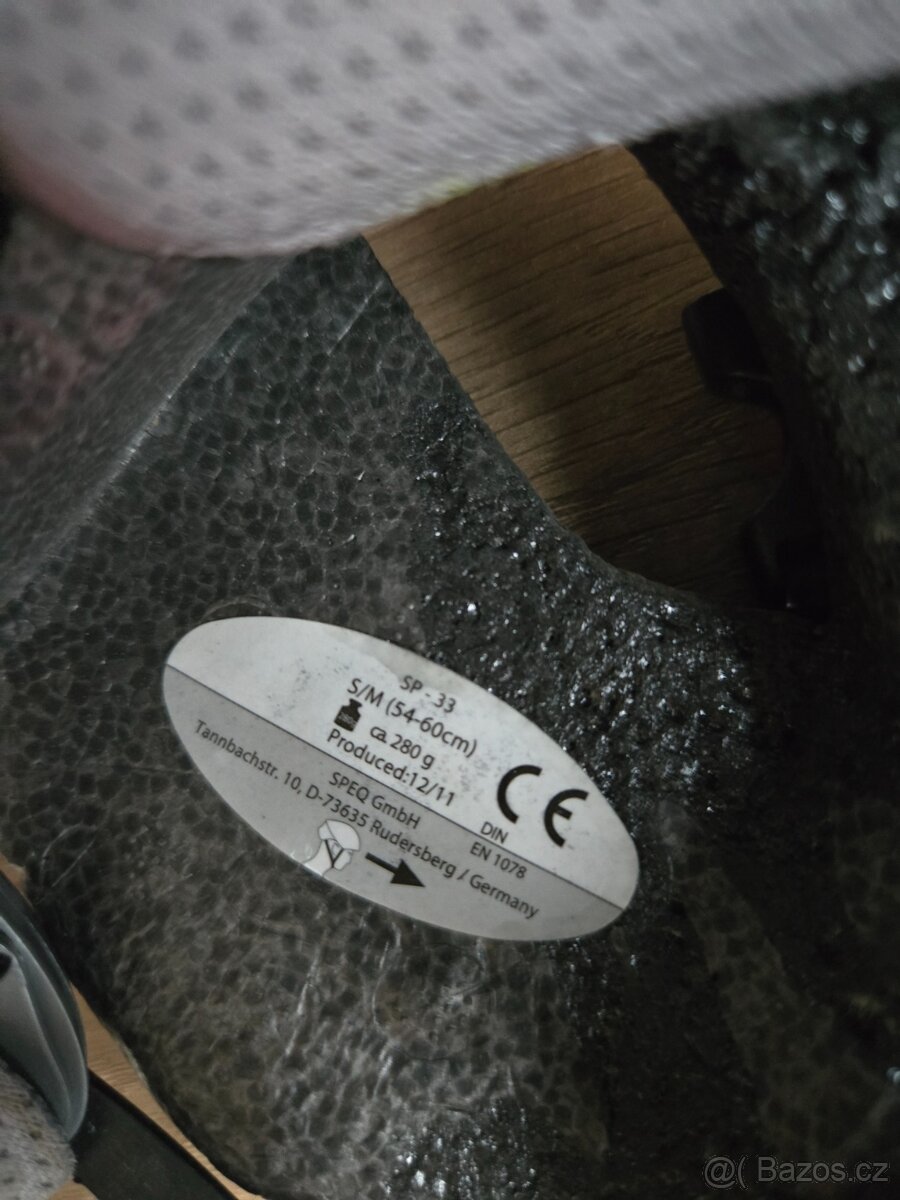 SP - 33
S/M (54-60cm)
ca 280 g
Produced:12/11
CE
DIN
EN 1078
SPEQ GmbH
Tannbachstr. 10, D-73635 Rudersberg / Germany
@( Bazos.cz